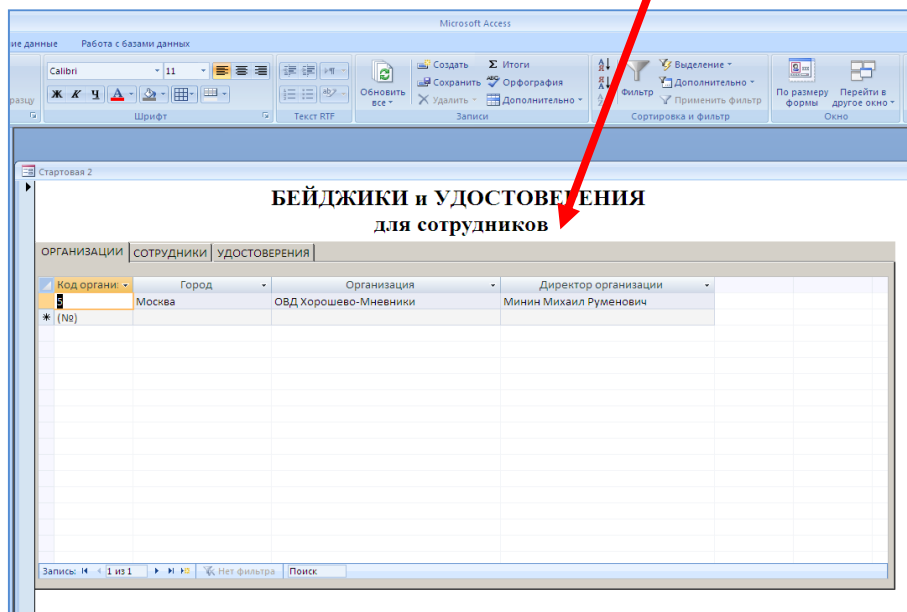 Microsoft Access
ие данные Работа с базами данных
Calibri 11
Создать Итоги
Выделение
Сохранить Орфография
Дополнительно
Ж К Ч А
разцу
Обновить все
Удалить Дополнительно
Фильтр
Применить фильтр
По размеру формы
Перейти в другое окно
Шрифт Текст RTF Записи Сортировка и фильтр Окно
Стартовая 2
БЕЙДЖИКИ и УДОСТОВЕРЕНИЯ
для сотрудников
ОРГАНИЗАЦИИ СОТРУДНИКИ УДОСТОВЕРЕНИЯ
Код органи: Город Организация Директор организации
5 Москва ОВД Хорошево-Мневники Минин Михаил Руменович
* (№)
Запись: 1 из 1 Нет фильтра Поиск